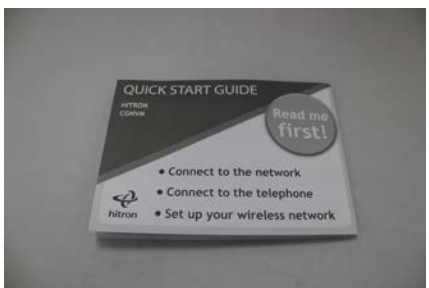 QUICK START GUIDE
HITRON
Read me
first!
• Connect to the network
• Connect to the telephone
• Set up your wireless network
hitron